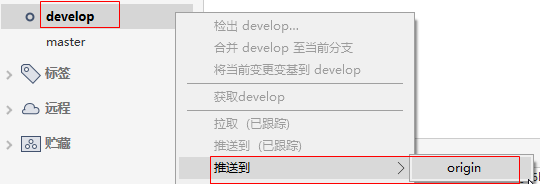 develop
master
标签
远程
贮藏
检出 develop...
合并 develop 至当前分支
将当前变更变基到 develop
获取develop
拉取 (已跟踪)
推送到 (已跟踪)
推送到
origin